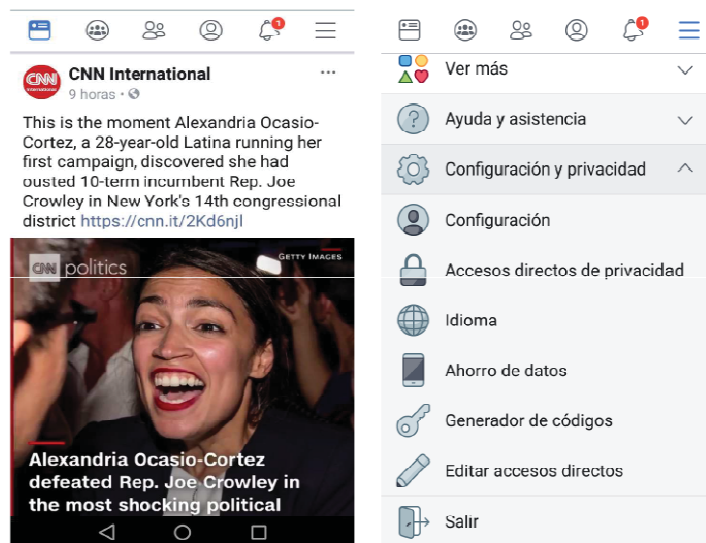 1
CNN International
9 horas
This is the moment Alexandria Ocasio-
Cortez, a 28-year-old Latina running her
first campaign, discovered she had
ousted 10-term incumbent Rep. Joe
Crowley in New York's 14th congressional
district https://cnn.it/2Kd6njl
GETTY IMAGES
CNN politics
Alexandria Ocasio-Cortez
defeated Rep. Joe Crowley in
the most shocking political
1
Ver más
Ayuda y asistencia
Configuración y privacidad
Configuración
Accesos directos de privacidad
Idioma
Ahorro de datos
Generador de códigos
Editar accesos directos
Salir